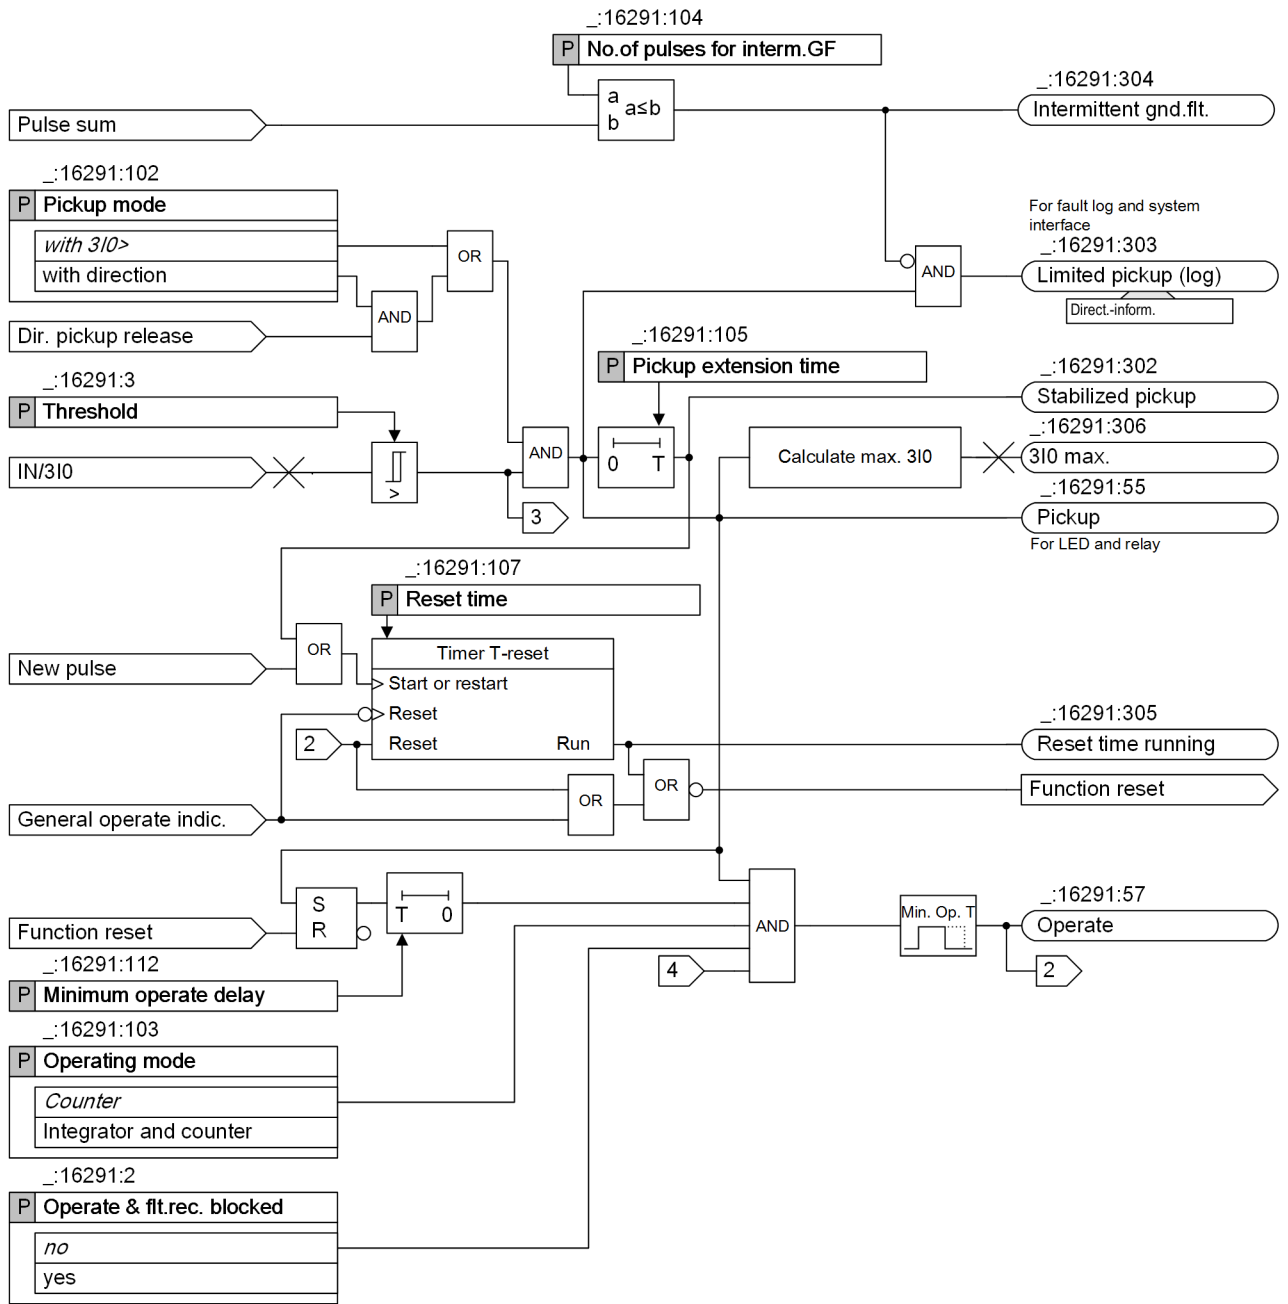 _:16291:104
P No.of pulses for interm.GF
a
b
a≤b
_:16291:304
Intermittent gnd.flt.
Pulse sum
_:16291:102
P Pickup mode
with 3I0>
with direction
OR
AND
Dir. pickup release
For fault log and system
interface
_:16291:303
AND
Limited pickup (log)
Direct.-inform.
_:16291:105
P Pickup extension time
_:16291:3
P Threshold
_:16291:302
Stabilized pickup
_:16291:306
IN/3I0
>
AND
0 T
Calculate max. 3I0
3I0 max.
_:16291:55
3
Pickup
For LED and relay
_:16291:107
P Reset time
OR
Timer T-reset
New pulse
Start or restart
Reset
2
Reset Run
_:16291:305
Reset time running
OR
OR
Function reset
General operate indic.
S
R
T 0
Function reset
AND
Min. Op. T
_:16291:57
Operate
4
2
_:16291:112
P Minimum operate delay
_:16291:103
P Operating mode
Counter
Integrator and counter
_:16291:2
P Operate & flt.rec. blocked
no
yes